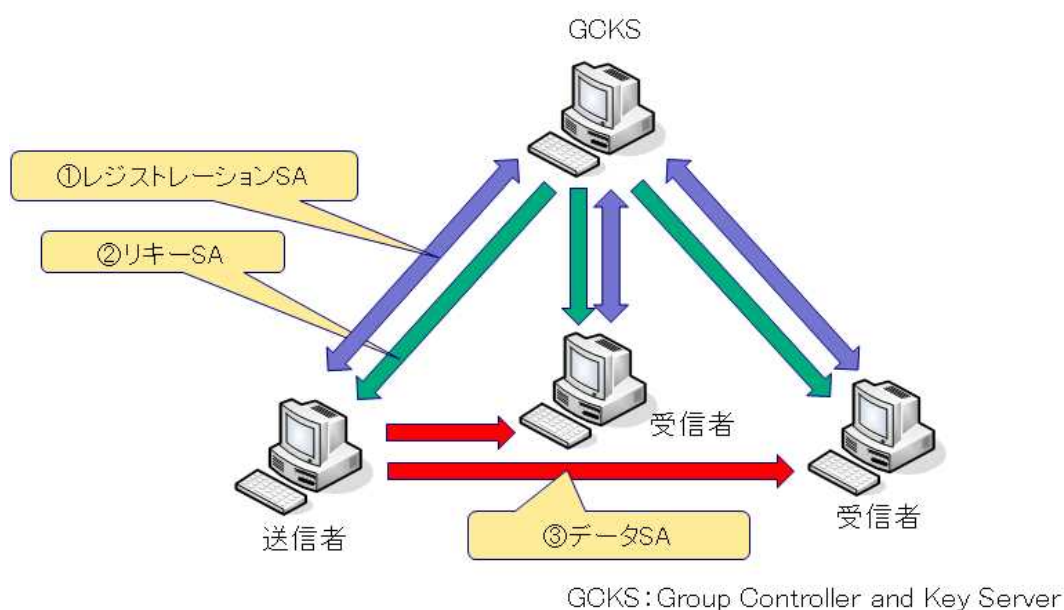 GCKS
①レジストレーションSA
②リキーSA
受信者
送信者
受信者
③データSA
GCKS：Group Controller and Key Server